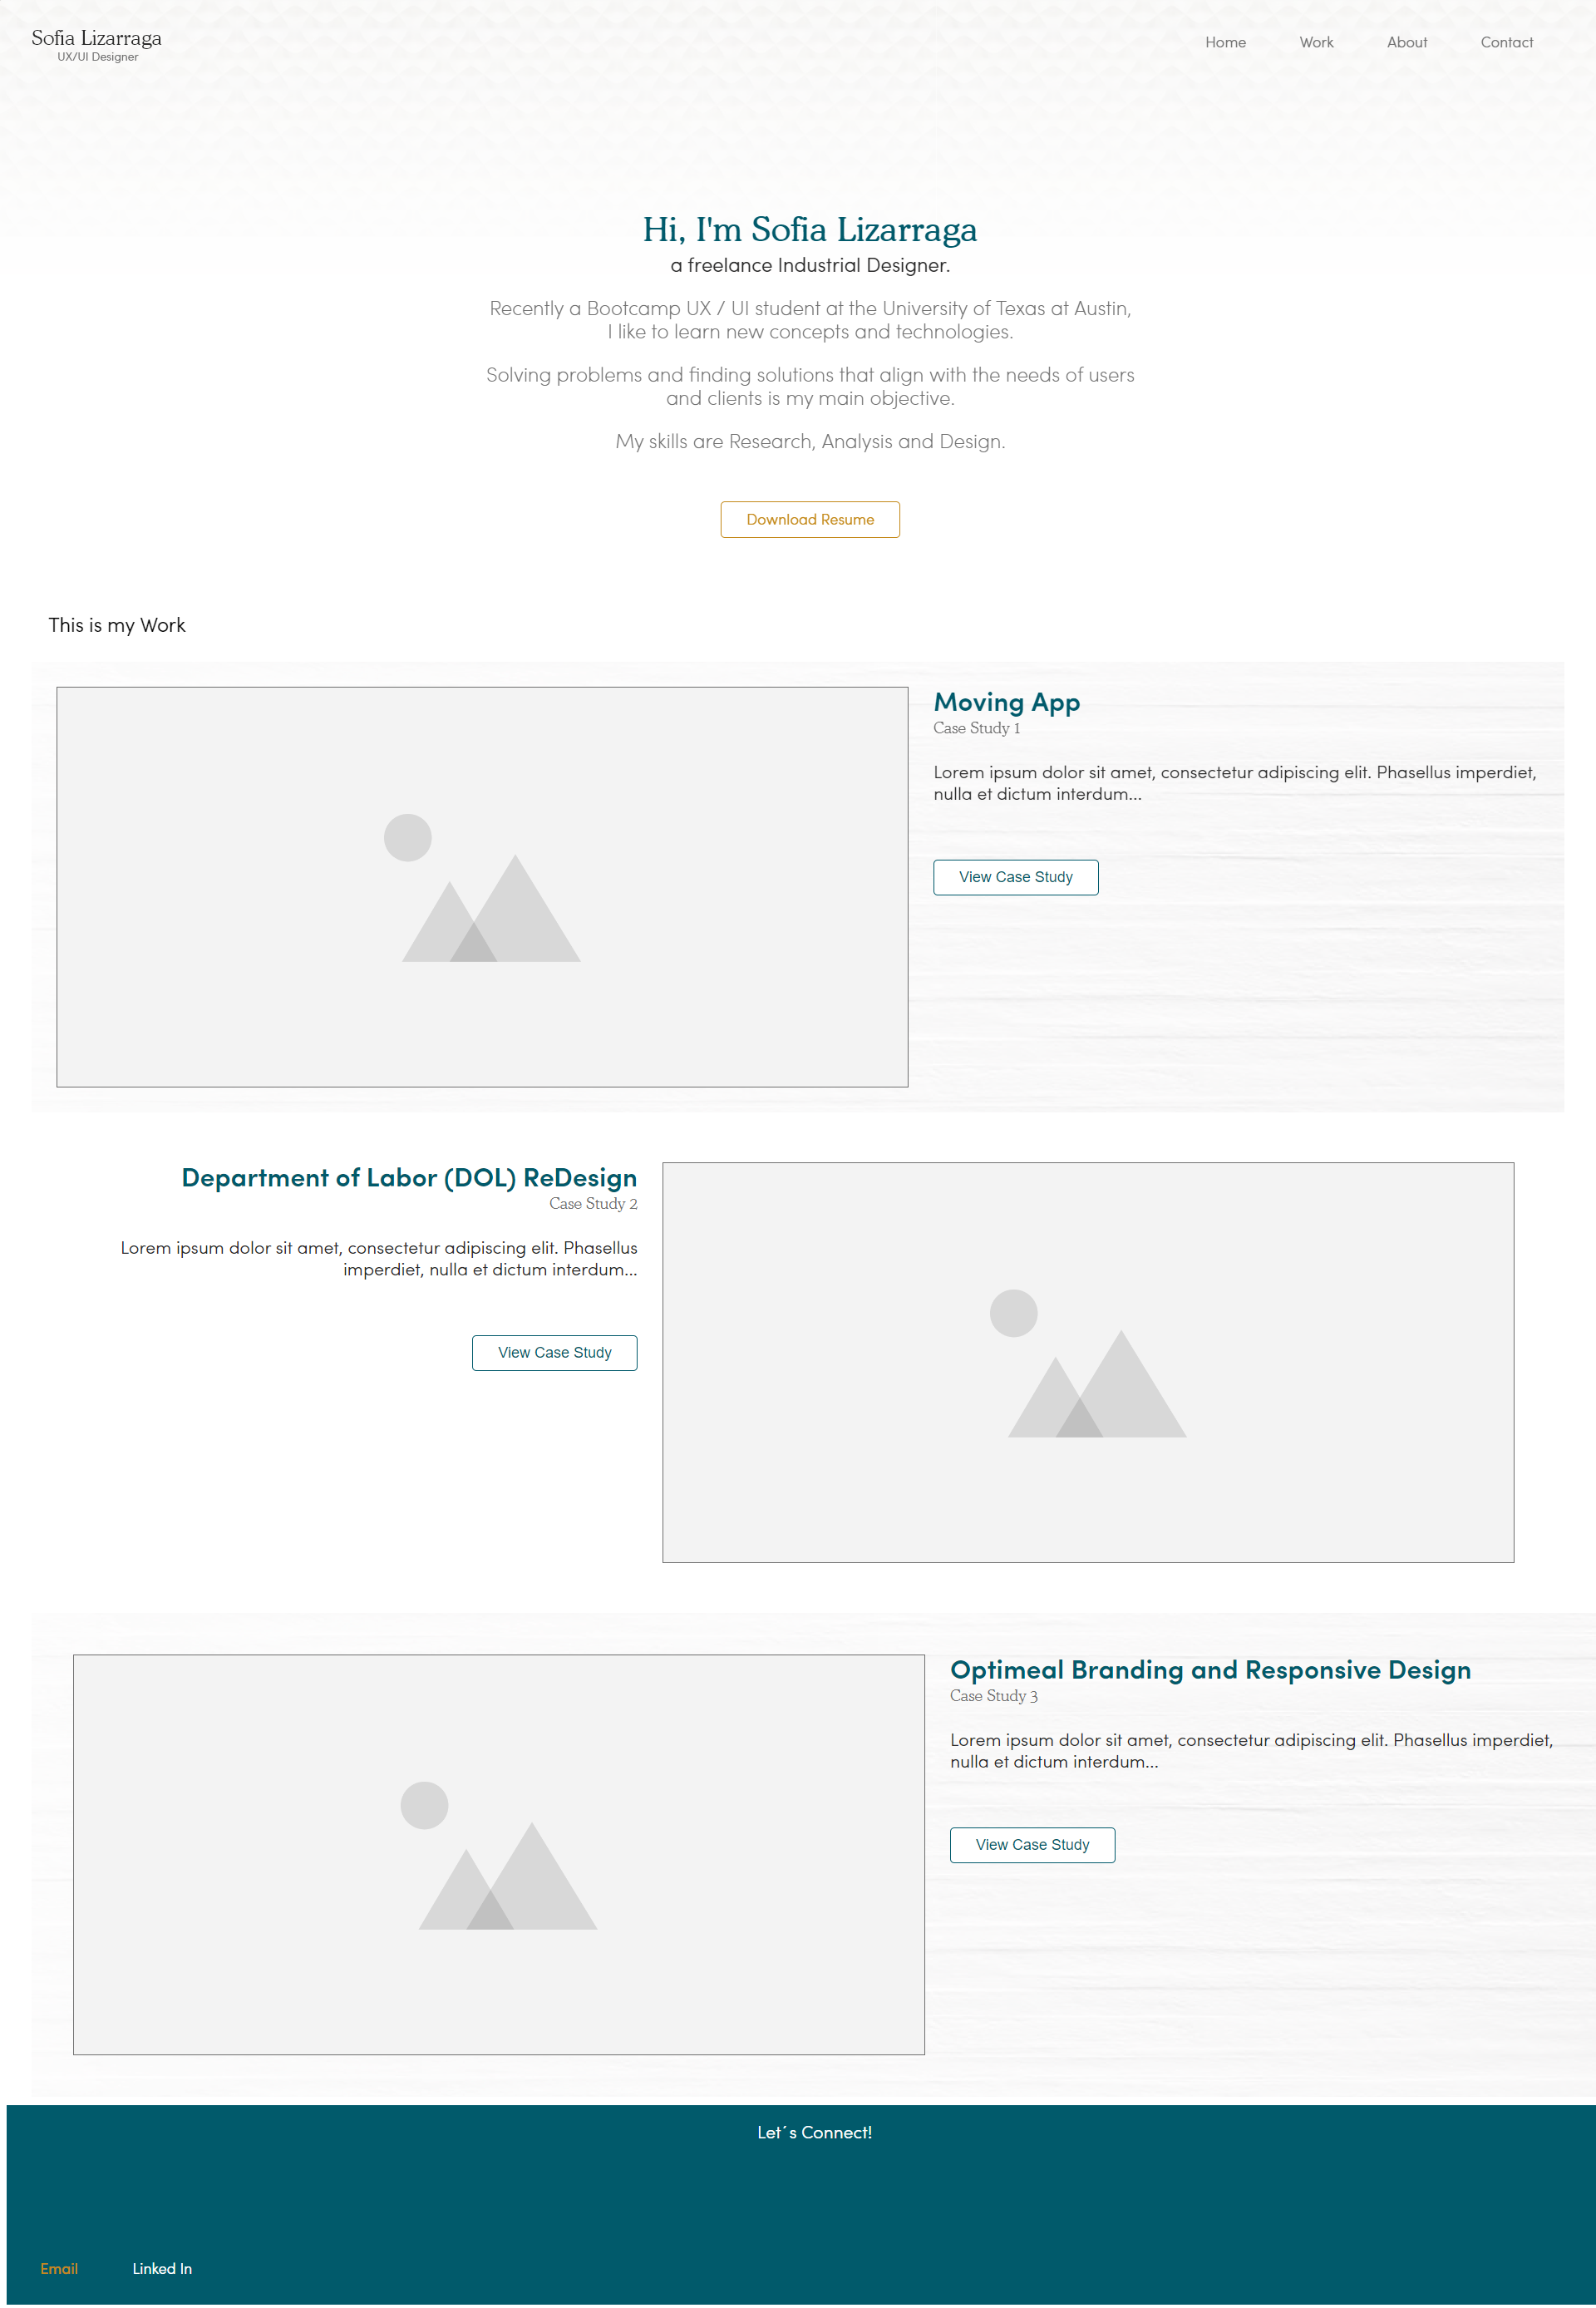 Sofia Lizarraga
UX/UI Designer
Home
Work
About
Contact
Hi, I'm Sofia Lizarraga
a freelance Industrial Designer.
Recently a Bootcamp UX / UI student at the University of Texas at Austin,
I like to learn new concepts and technologies.
Solving problems and finding solutions that align with the needs of users
and clients is my main objective.
My skills are Research, Analysis and Design.
Download Resume
This is my Work
Moving App
Case Study 1
Lorem ipsum dolor sit amet, consectetur adipiscing elit. Phasellus imperdiet,
nulla et dictum interdum...
View Case Study
Department of Labor (DOL) ReDesign
Case Study 2
Lorem ipsum dolor sit amet, consectetur adipiscing elit. Phasellus
imperdiet, nulla et dictum interdum...
View Case Study
Optimeal Branding and Responsive Design
Case Study 3
Lorem ipsum dolor sit amet, consectetur adipiscing elit. Phasellus imperdiet,
nulla et dictum interdum...
View Case Study
Let´s Connect!
Email
Linked In